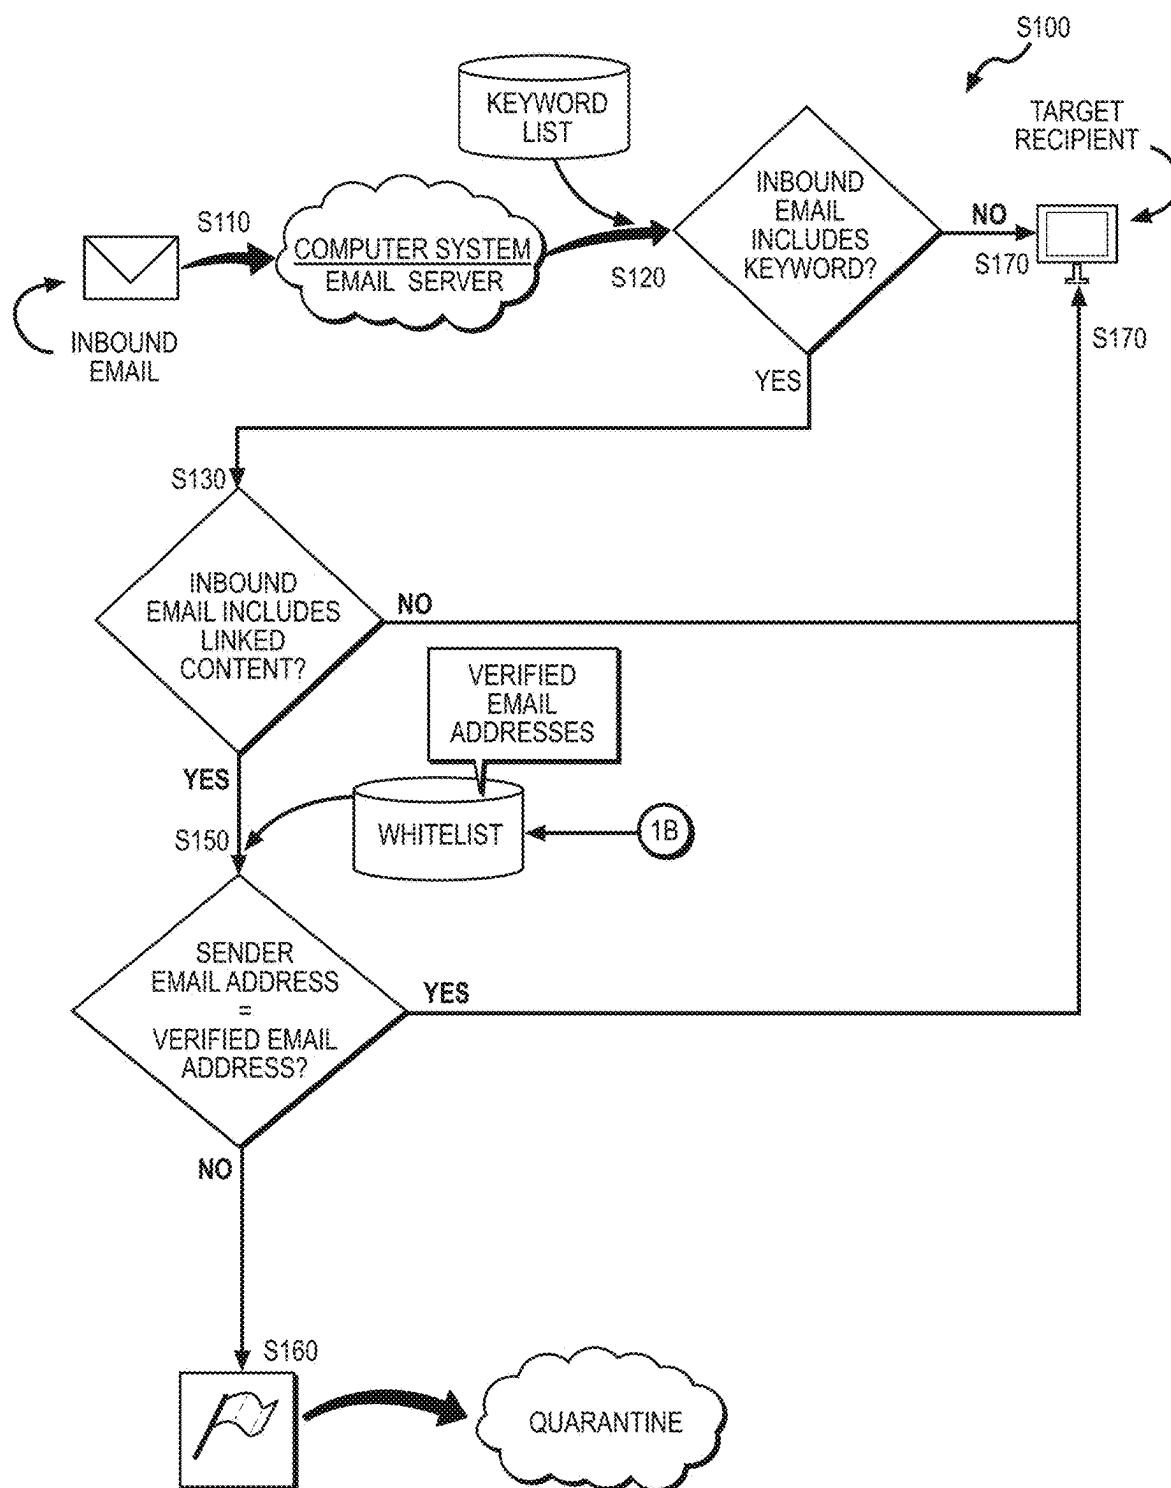 S100
KEYWORD
LIST
TARGET
RECIPIENT
INBOUND
EMAIL
INCLUDES
KEYWORD?
NO
S110
COMPUTER SYSTEM
EMAIL SERVER
S120
S170
INBOUND
EMAIL
S170
YES
S130
INBOUND
EMAIL INCLUDES
LINKED
CONTENT?
NO
VERIFIED
EMAIL
ADDRESSES
YES
S150
WHITELIST
1B
SENDER
EMAIL ADDRESS
=
VERIFIED EMAIL
ADDRESS?
YES
NO
S160
QUARANTINE